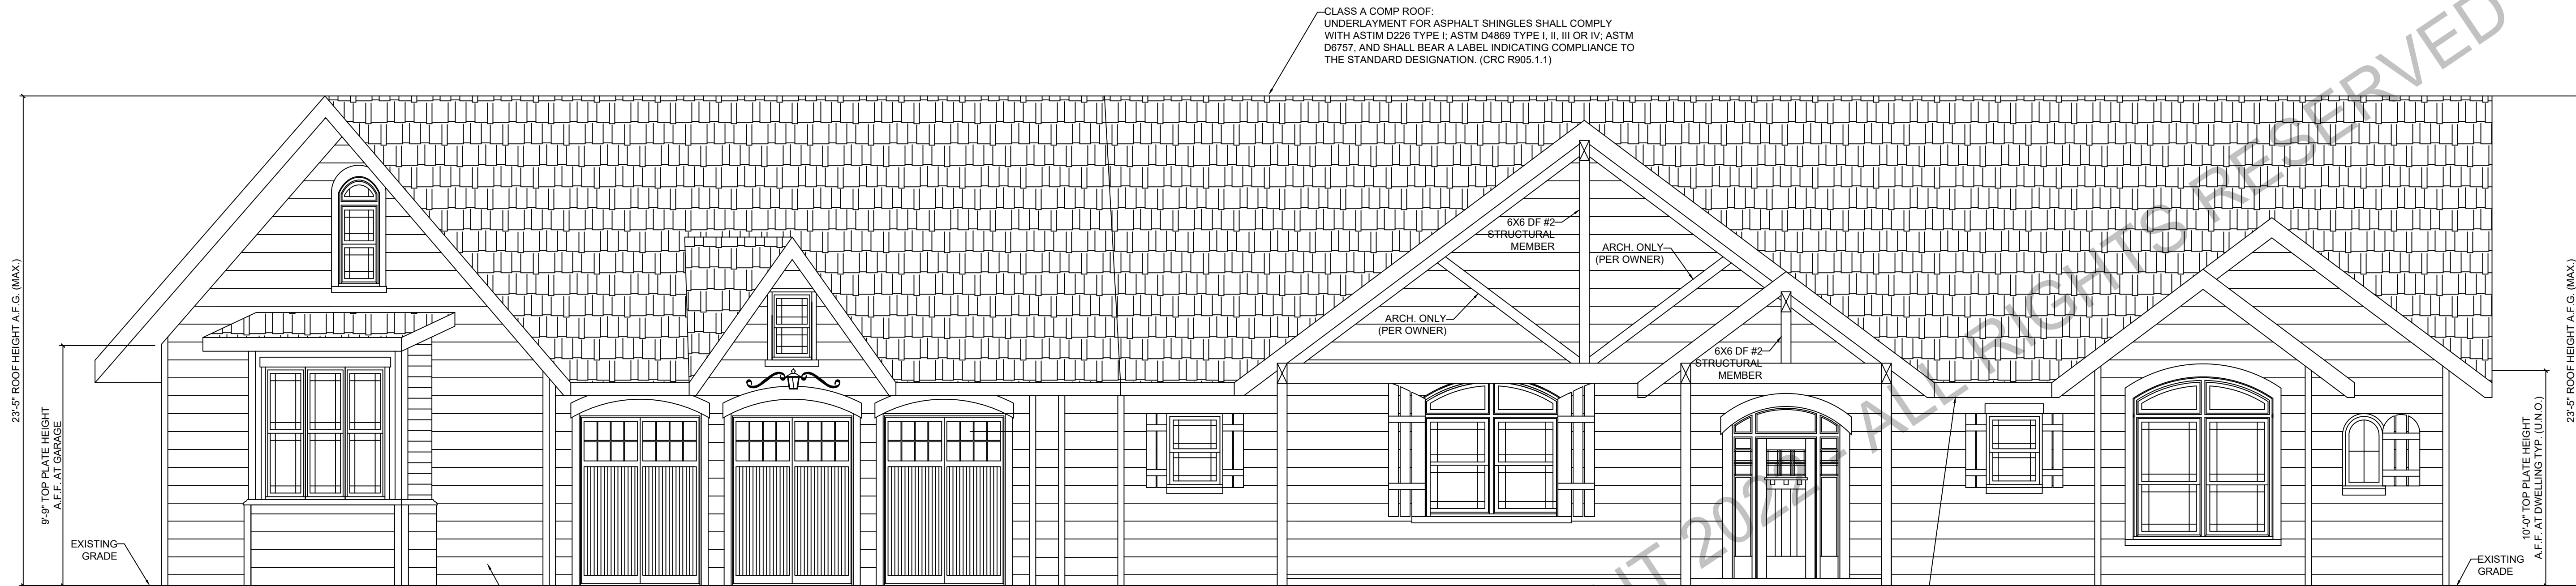 CLASS A COMP ROOF:
UNDERLAYMENT FOR ASPHALT SHINGLES SHALL COMPLY
WITH ASTIM D226 TYPE I; ASTM D4869 TYPE I, II, III OR IV; ASTM
D6757, AND SHALL BEAR A LABEL INDICATING COMPLIANCE TO
THE STANDARD DESIGNATION. (CRC R905.1.1)
23'-5" ROOF HEIGHT A.F.G. (MAX.)
9'-9" TOP PLATE HEIGHT
A.F.F. AT GARAGE
EXISTING
GRADE
6X6 DF #2
STRUCTURAL
MEMBER
ARCH. ONLY
(PER OWNER)
ARCH. ONLY
(PER OWNER)
6X6 DF #2
STRUCTURAL
MEMBER
10'-0" TOP PLATE HEIGHT
A.F.F. AT DWELLING TYP. (U.N.O.)
23'-5" ROOF HEIGHT A.F.G. (MAX.)
EXISTING
GRADE
2022 - ALL RIGHTS RESERVED